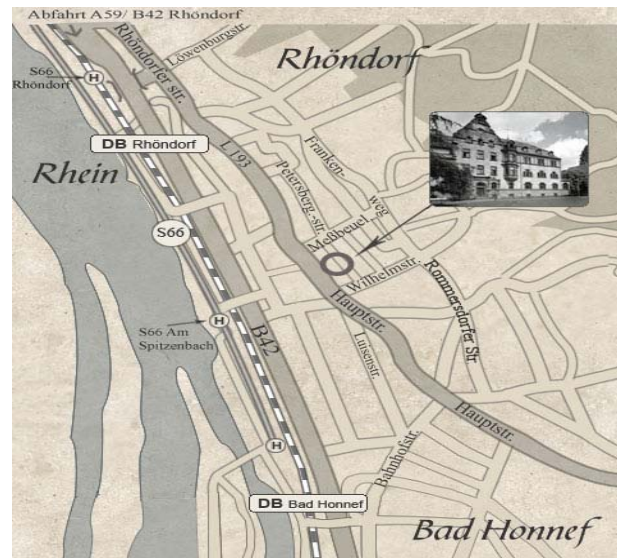 Abfahrt A59/ B42 Rhöndorf
Löwenburgstr.
Rhöndorf
S66
Rhöndorf
H
Rhöndorfer str.
DB Rhöndorf
L193
Franken-
weg
Petersberg.-str.
Rhein
S66
Meßbeuel
Wilhelmstr.
Rommersdorfer Str
Hauptstr.
H
S66 Am
Spitzenbach
B42
Luisenstr.
Hauptstr.
H
Bahnhofstr.
DB Bad Honnef
Bad Honnef